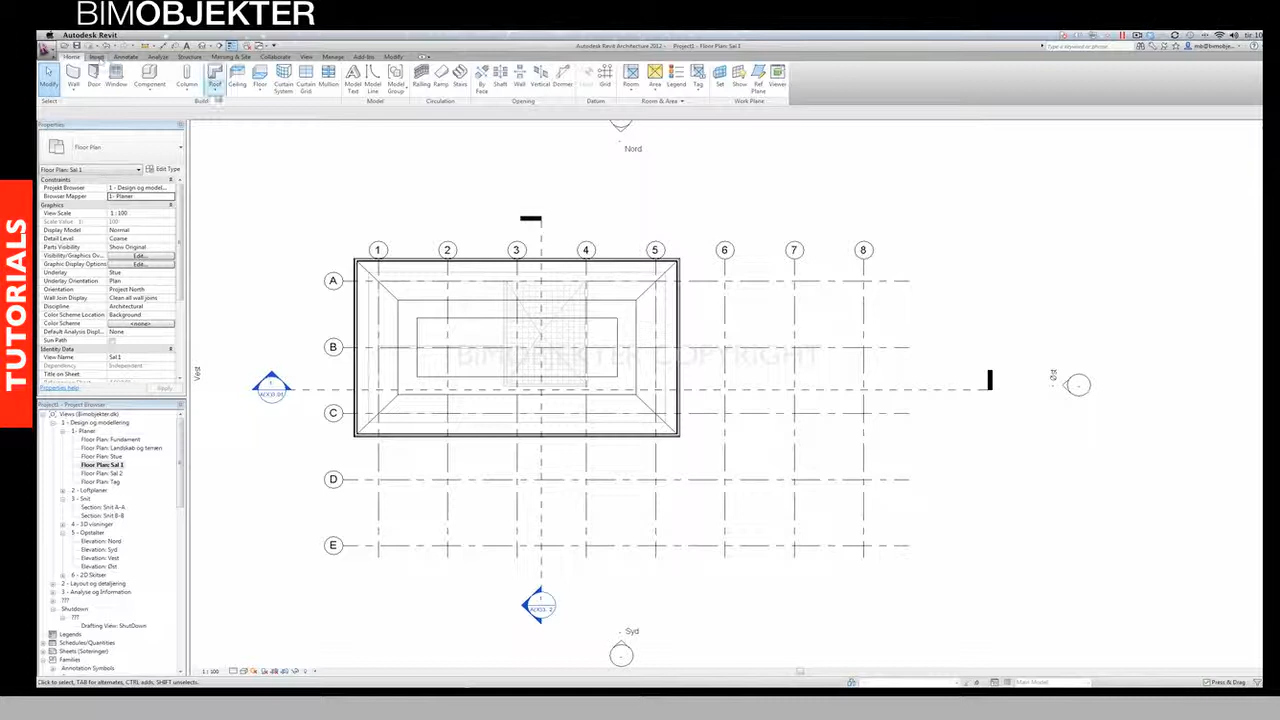 BIMOBJEKTER
Autodesk Revit
Autodesk Revit Architecture 2012 - Project1 - Floor Plan: Sal 1
Type a keyword or phrase
Home Insert Annotate Analyze Structure Massing & Site Collaborate View Manage Add-Ins Modify
Modify Wall Door Window Component Column Roof Ceiling Floor Curtain System Curtain Grid Mullion Model Text Model Line Model Group Railing Ramp Stairs By Face Shaft Wall Vertical Dormer Grid Room Area Legend Tag Set Show Ref Plane Viewer
Select Build Model Circulation Opening Datum Room & Area Work Plane
Properties
Floor Plan
Floor Plan: Sal 1 Edit Type
Constraints
Projekt Browser 1 - Design og model...
Browser Mapper 1- Planer
Graphics
View Scale 1 : 100
Scale Value 1: 100
Display Model Normal
Detail Level Coarse
Parts Visibility Show Original
Visibility/Graphics Ov... Edit...
Graphic Display Options Edit...
Underlay Stue
Underlay Orientation Plan
Orientation Project North
Wall Join Display Clean all wall joins
Discipline Architectural
Color Scheme Location Background
Color Scheme <none>
Default Analysis Displ... None
Sun Path
Identity Data
View Name Sal 1
Dependency Independent
Title on Sheet
Properties help Apply
Project1 - Project Browser
Views (Bimobjekter.dk)
1 - Design og modellering
1- Planer
Floor Plan: Fundament
Floor Plan: Landskab og terræn
Floor Plan: Stue
Floor Plan: Sal 1
Floor Plan: Sal 2
Floor Plan: Tag
2 - Loftplaner
3 - Snit
Section: Snit A-A
Section: Snit B-B
4 - 3D visninger
5 - Opstalter
Elevation: Nord
Elevation: Syd
Elevation: Vest
Elevation: Øst
6 - 2D Skitser
2 - Layout og detaljering
3 - Analyse og Information
???
Shutdown
???
Drafting View: ShutDown
Legends
Schedules/Quantities
Sheets (Soteringer)
Families
Annotation Symbols
TUTORIALS
Nord
1 2 3 4 5 6 7 8
A
B
C
D
E
Vest
Øst
Syd
BIMOBJEKTER COPYRIGHT
1 : 100
Click to select, TAB for alternates, CTRL adds, SHIFT unselects.
Main Model
Press & Drag